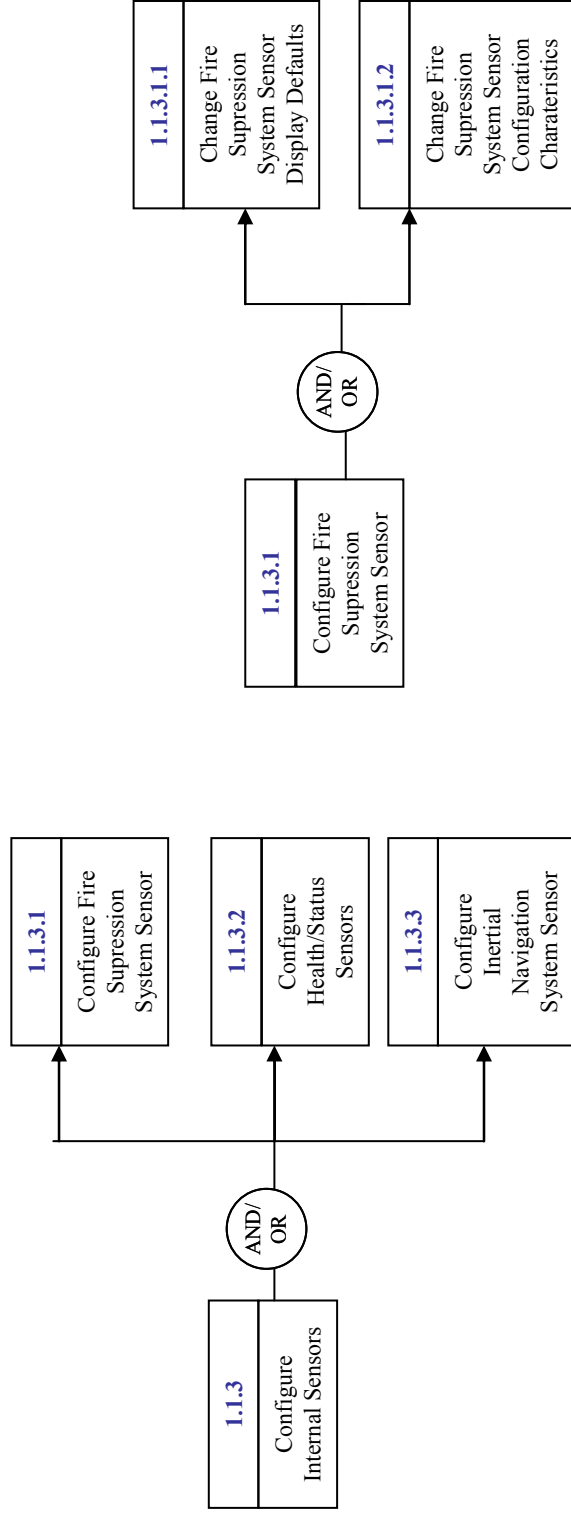 1.1.3
Configure
Internal Sensors
AND/
OR
1.1.3.1
Configure Fire
Supression
System Sensor
1.1.3.2
Configure
Health/Status
Sensors
1.1.3.3
Configure
Inertial
Navigation
System Sensor
1.1.3.1
Configure Fire
Supression
System Sensor
AND/
OR
1.1.3.1.1
Change Fire
Supression
System Sensor
Display Defaults
1.1.3.1.2
Change Fire
Supression
System Sensor
Configuration
Charateristics